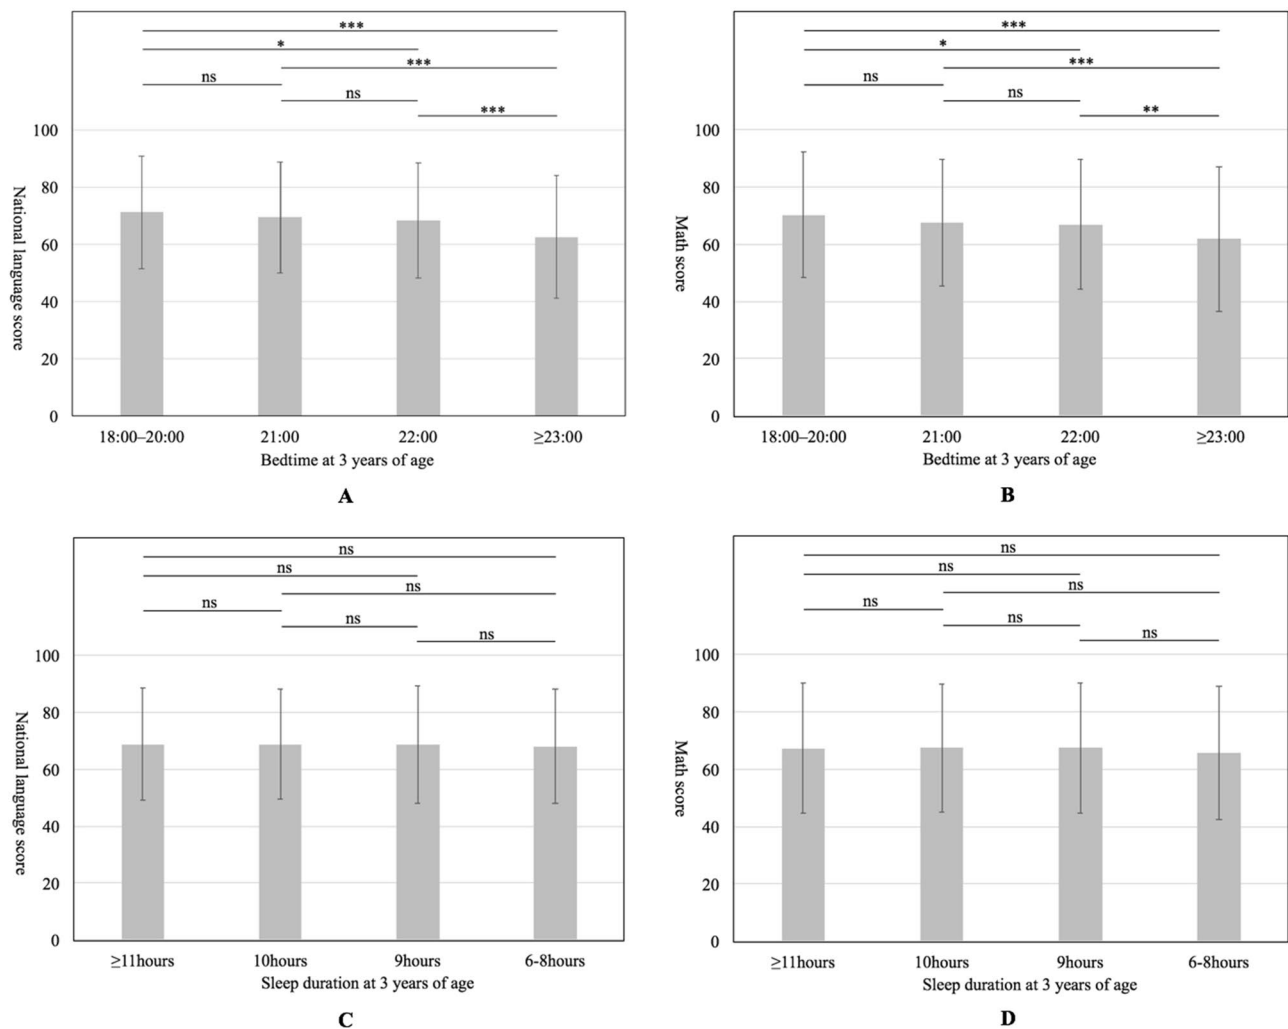 ***
*
***
ns
ns
***
100
80
60
40
20
0
National language score
18:00–20:00 21:00 22:00 ≥23:00
Bedtime at 3 years of age
A
***
*
***
ns
ns
**
100
80
60
40
20
0
Math score
18:00–20:00 21:00 22:00 ≥23:00
Bedtime at 3 years of age
B
ns
ns
ns
ns
ns
ns
100
80
60
40
20
0
National language score
≥11hours 10hours 9hours 6-8hours
Sleep duration at 3 years of age
C
ns
ns
ns
ns
ns
ns
100
80
60
40
20
0
Math score
≥11hours 10hours 9hours 6-8hours
Sleep duration at 3 years of age
D